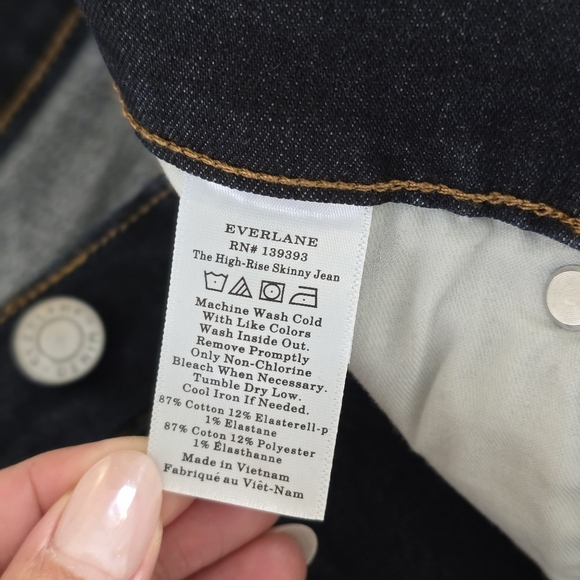 EVERLANE
RN# 139393
The High-Rise Skinny Jean
Machine Wash Cold
With Like Colors
Wash Inside Out.
Remove Promptly
Only Non-Chlorine
Bleach When Necessary.
Tumble Dry Low.
Cool Iron If Needed.
87% Cotton 12% Elasterell-p
1% Elastane
87% Coton 12% Polyester
1% Élasthanne
Made in Vietnam
Fabriqué au Viêt-Nam